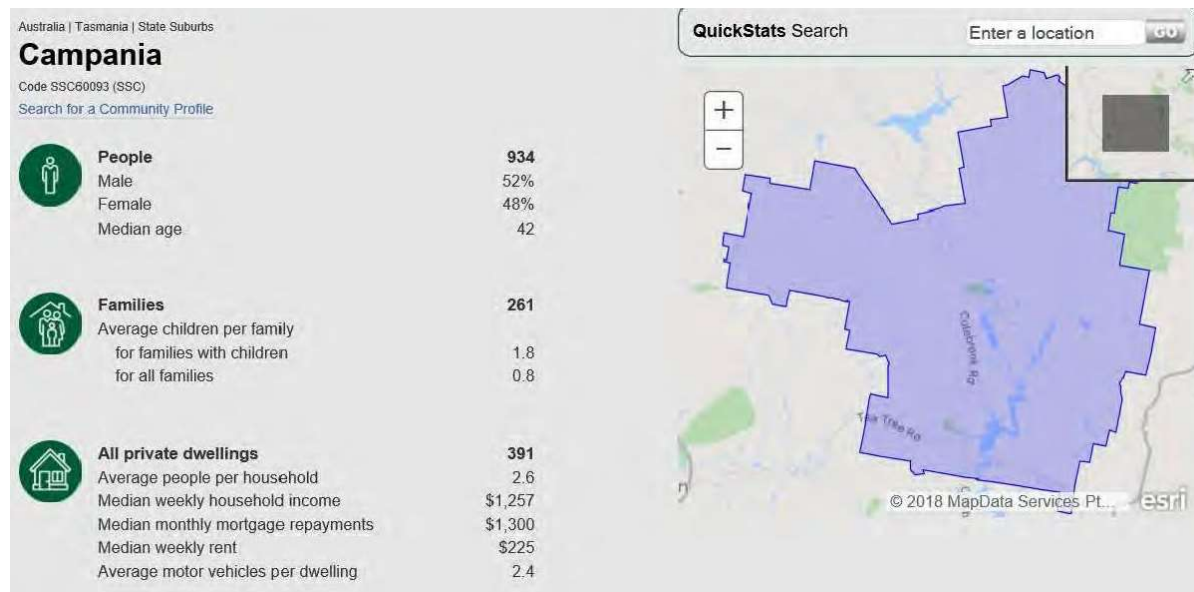 Australia | Tasmania | State Suburbs
Campania
Code SSC60093 (SSC)
Search for a Community Profile
People 934
Male 52%
Female 48%
Median age 42
Families 261
Average children per family
for families with children 1.8
for all families 0.8
All private dwellings 391
Average people per household 2.6
Median weekly household income $1,257
Median monthly mortgage repayments $1,300
Median weekly rent $225
Average motor vehicles per dwelling 2.4
QuickStats Search
Enter a location
GO
+
−
Colebrook Rd
Tea Tree Rd
© 2018 MapData Services Pt...
esri